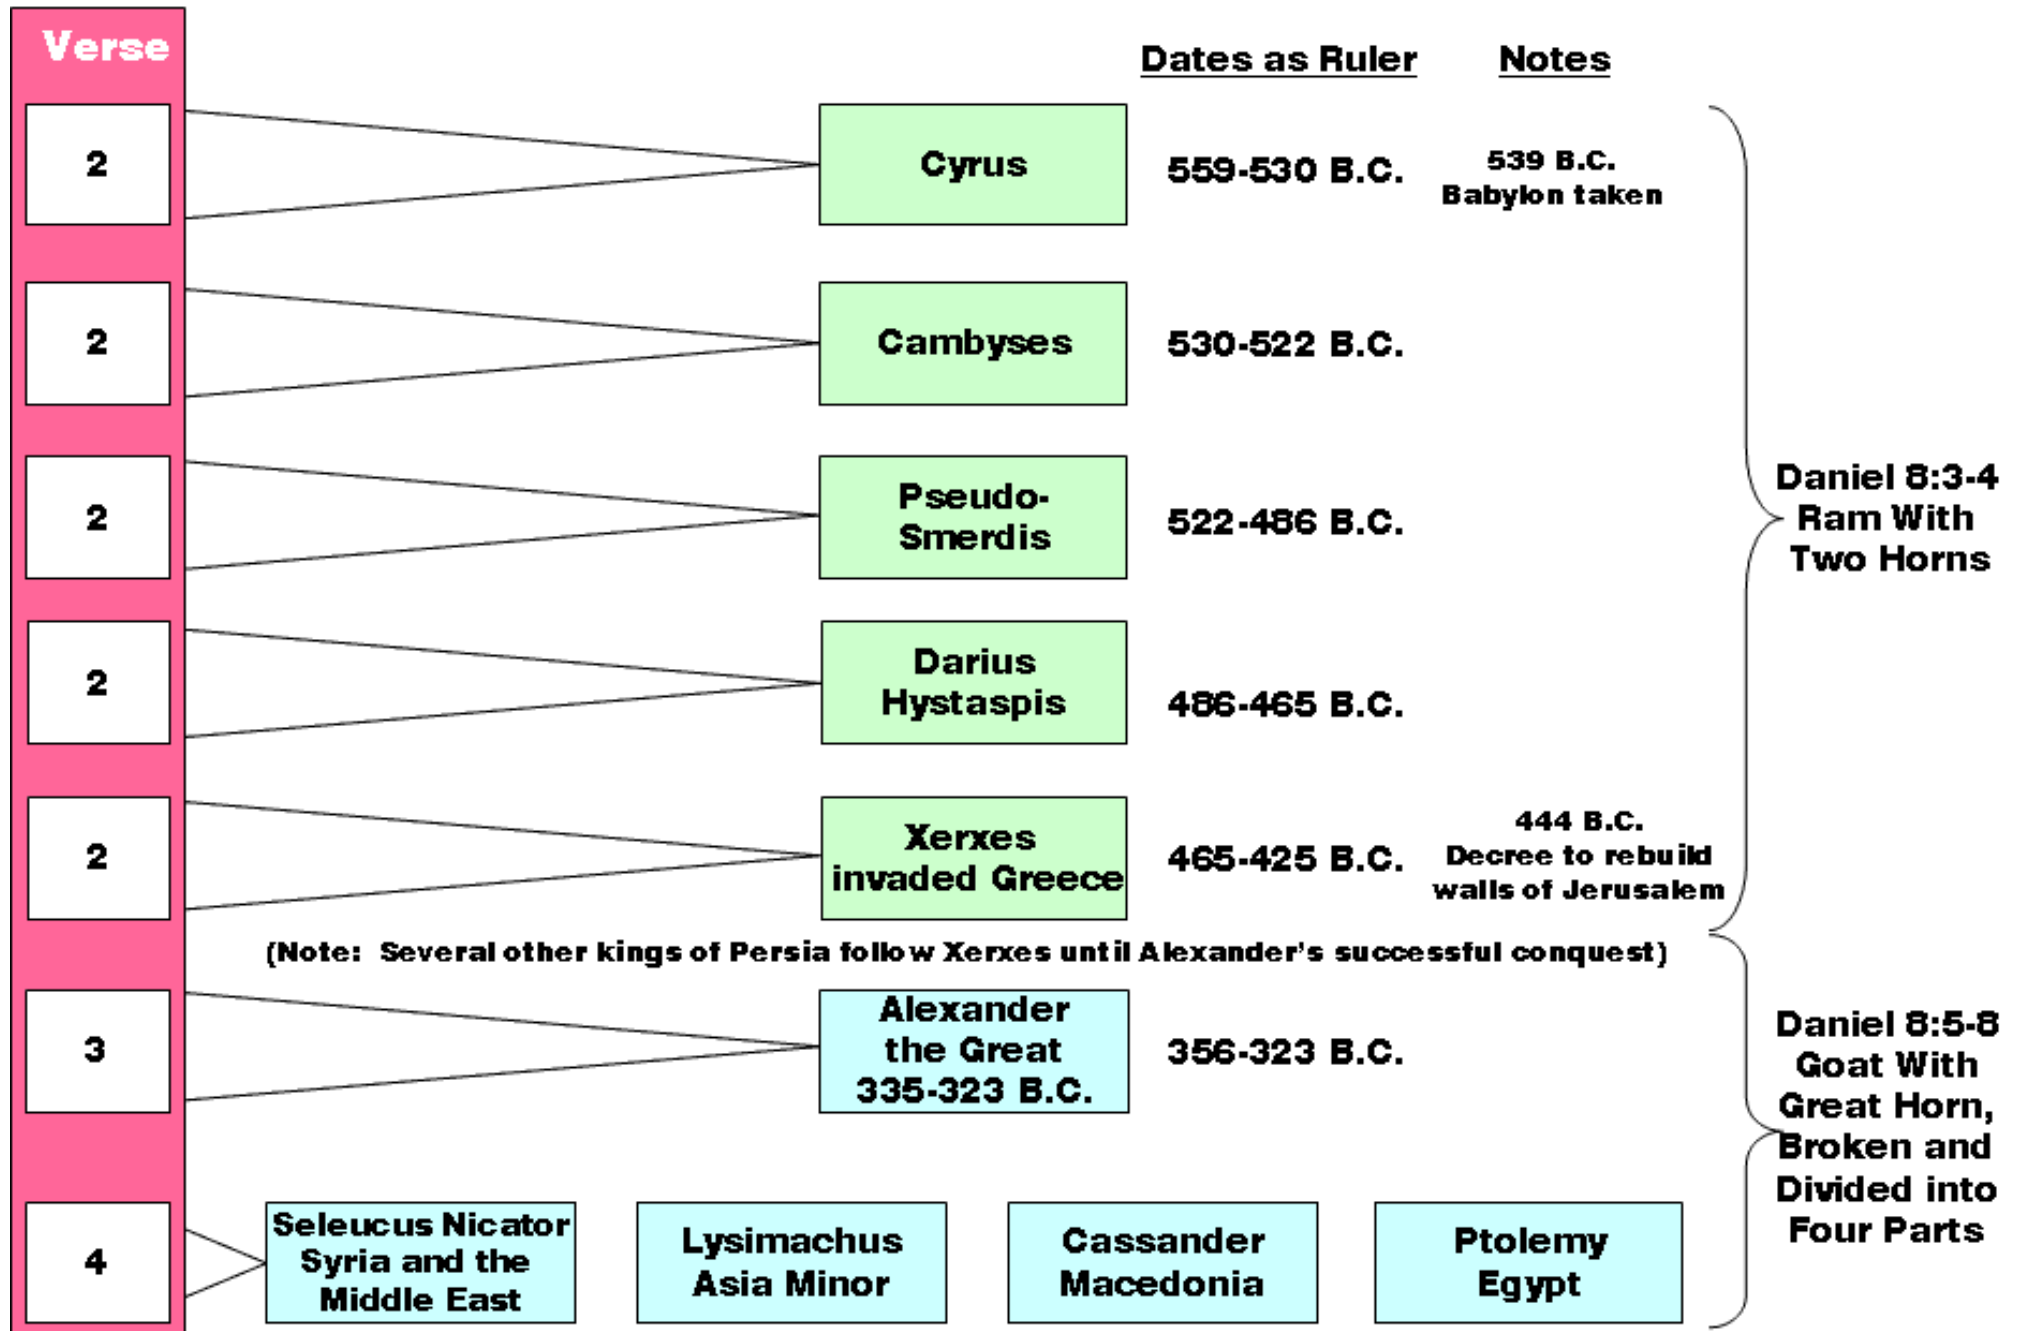 Verse
Dates as Ruler
Notes
2
Cyrus
559-530 B.C.
539 B.C.
Babylon taken
2
Cambyses
530-522 B.C.
2
Pseudo-
Smerdis
522-486 B.C.
Daniel 8:3-4
Ram With
Two Horns
2
Darius
Hystaspis
486-465 B.C.
2
Xerxes
invaded Greece
465-425 B.C.
444 B.C.
Decree to rebuild
walls of Jerusalem
(Note: Several other kings of Persia follow Xerxes until Alexander's successful conquest)
3
Alexander
the Great
335-323 B.C.
356-323 B.C.
Daniel 8:5-8
Goat With
Great Horn,
Broken and
Divided into
Four Parts
4
Seleucus Nicator
Syria and the
Middle East
Lysimachus
Asia Minor
Cassander
Macedonia
Ptolemy
Egypt